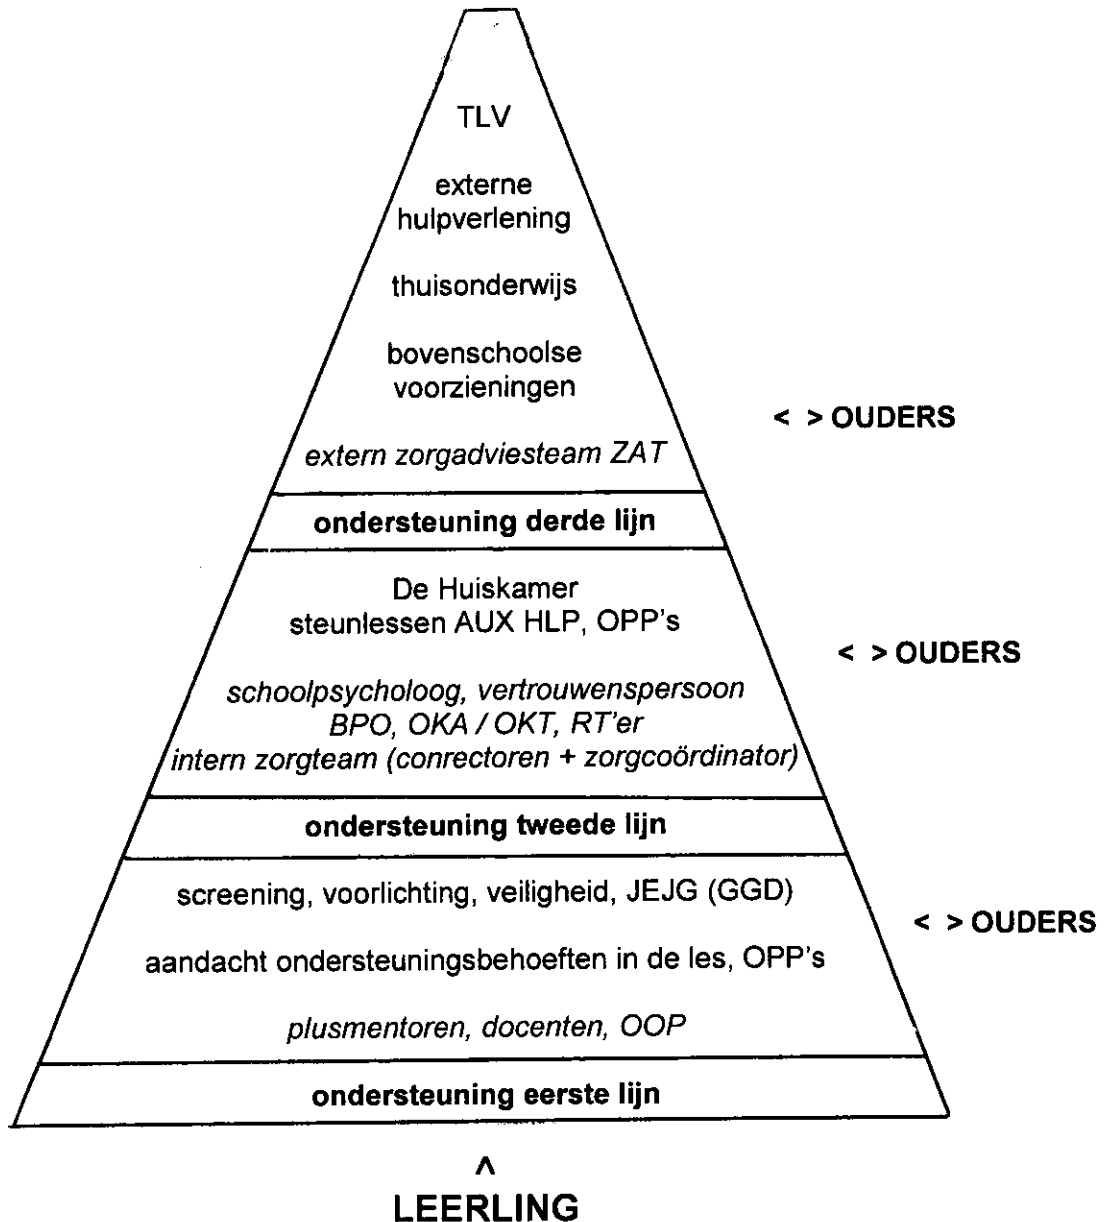 TLV
externe
hulpverlening
thuisonderwijs
bovenschoolse
voorzieningen
< > OUDERS
extern zorgadviesteam ZAT
ondersteuning derde lijn
De Huiskamer
steunlessen AUX HLP, OPP's
< > OUDERS
schoolpsycholoog, vertrouwenspersoon
BPO, OKA / OKT, RT'er
intern zorgteam (conrectoren + zorgcoördinator)
ondersteuning tweede lijn
screening, voorlichting, veiligheid, JEJG (GGD)
< > OUDERS
aandacht ondersteuningsbehoeften in de les, OPP's
plusmentoren, docenten, OOP
ondersteuning eerste lijn
^
LEERLING